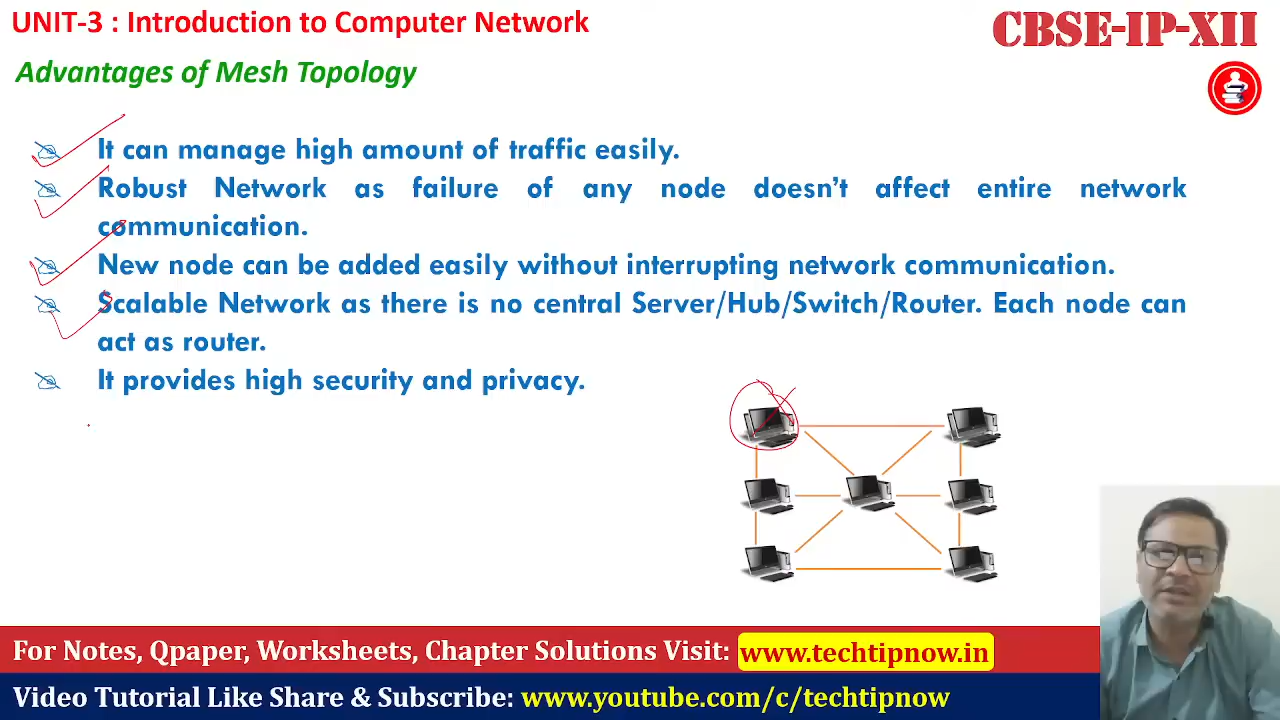 UNIT-3 : Introduction to Computer Network
CBSE-IP-XII
Advantages of Mesh Topology
It can manage high amount of traffic easily.
Robust Network as failure of any node doesn't affect entire network
communication.
New node can be added easily without interrupting network communication.
Scalable Network as there is no central Server/Hub/Switch/Router. Each node can
act as router.
It provides high security and privacy.
For Notes, Qpaper, Worksheets, Chapter Solutions Visit: www.techtipnow.in
Video Tutorial Like Share & Subscribe: www.youtube.com/c/techtipnow